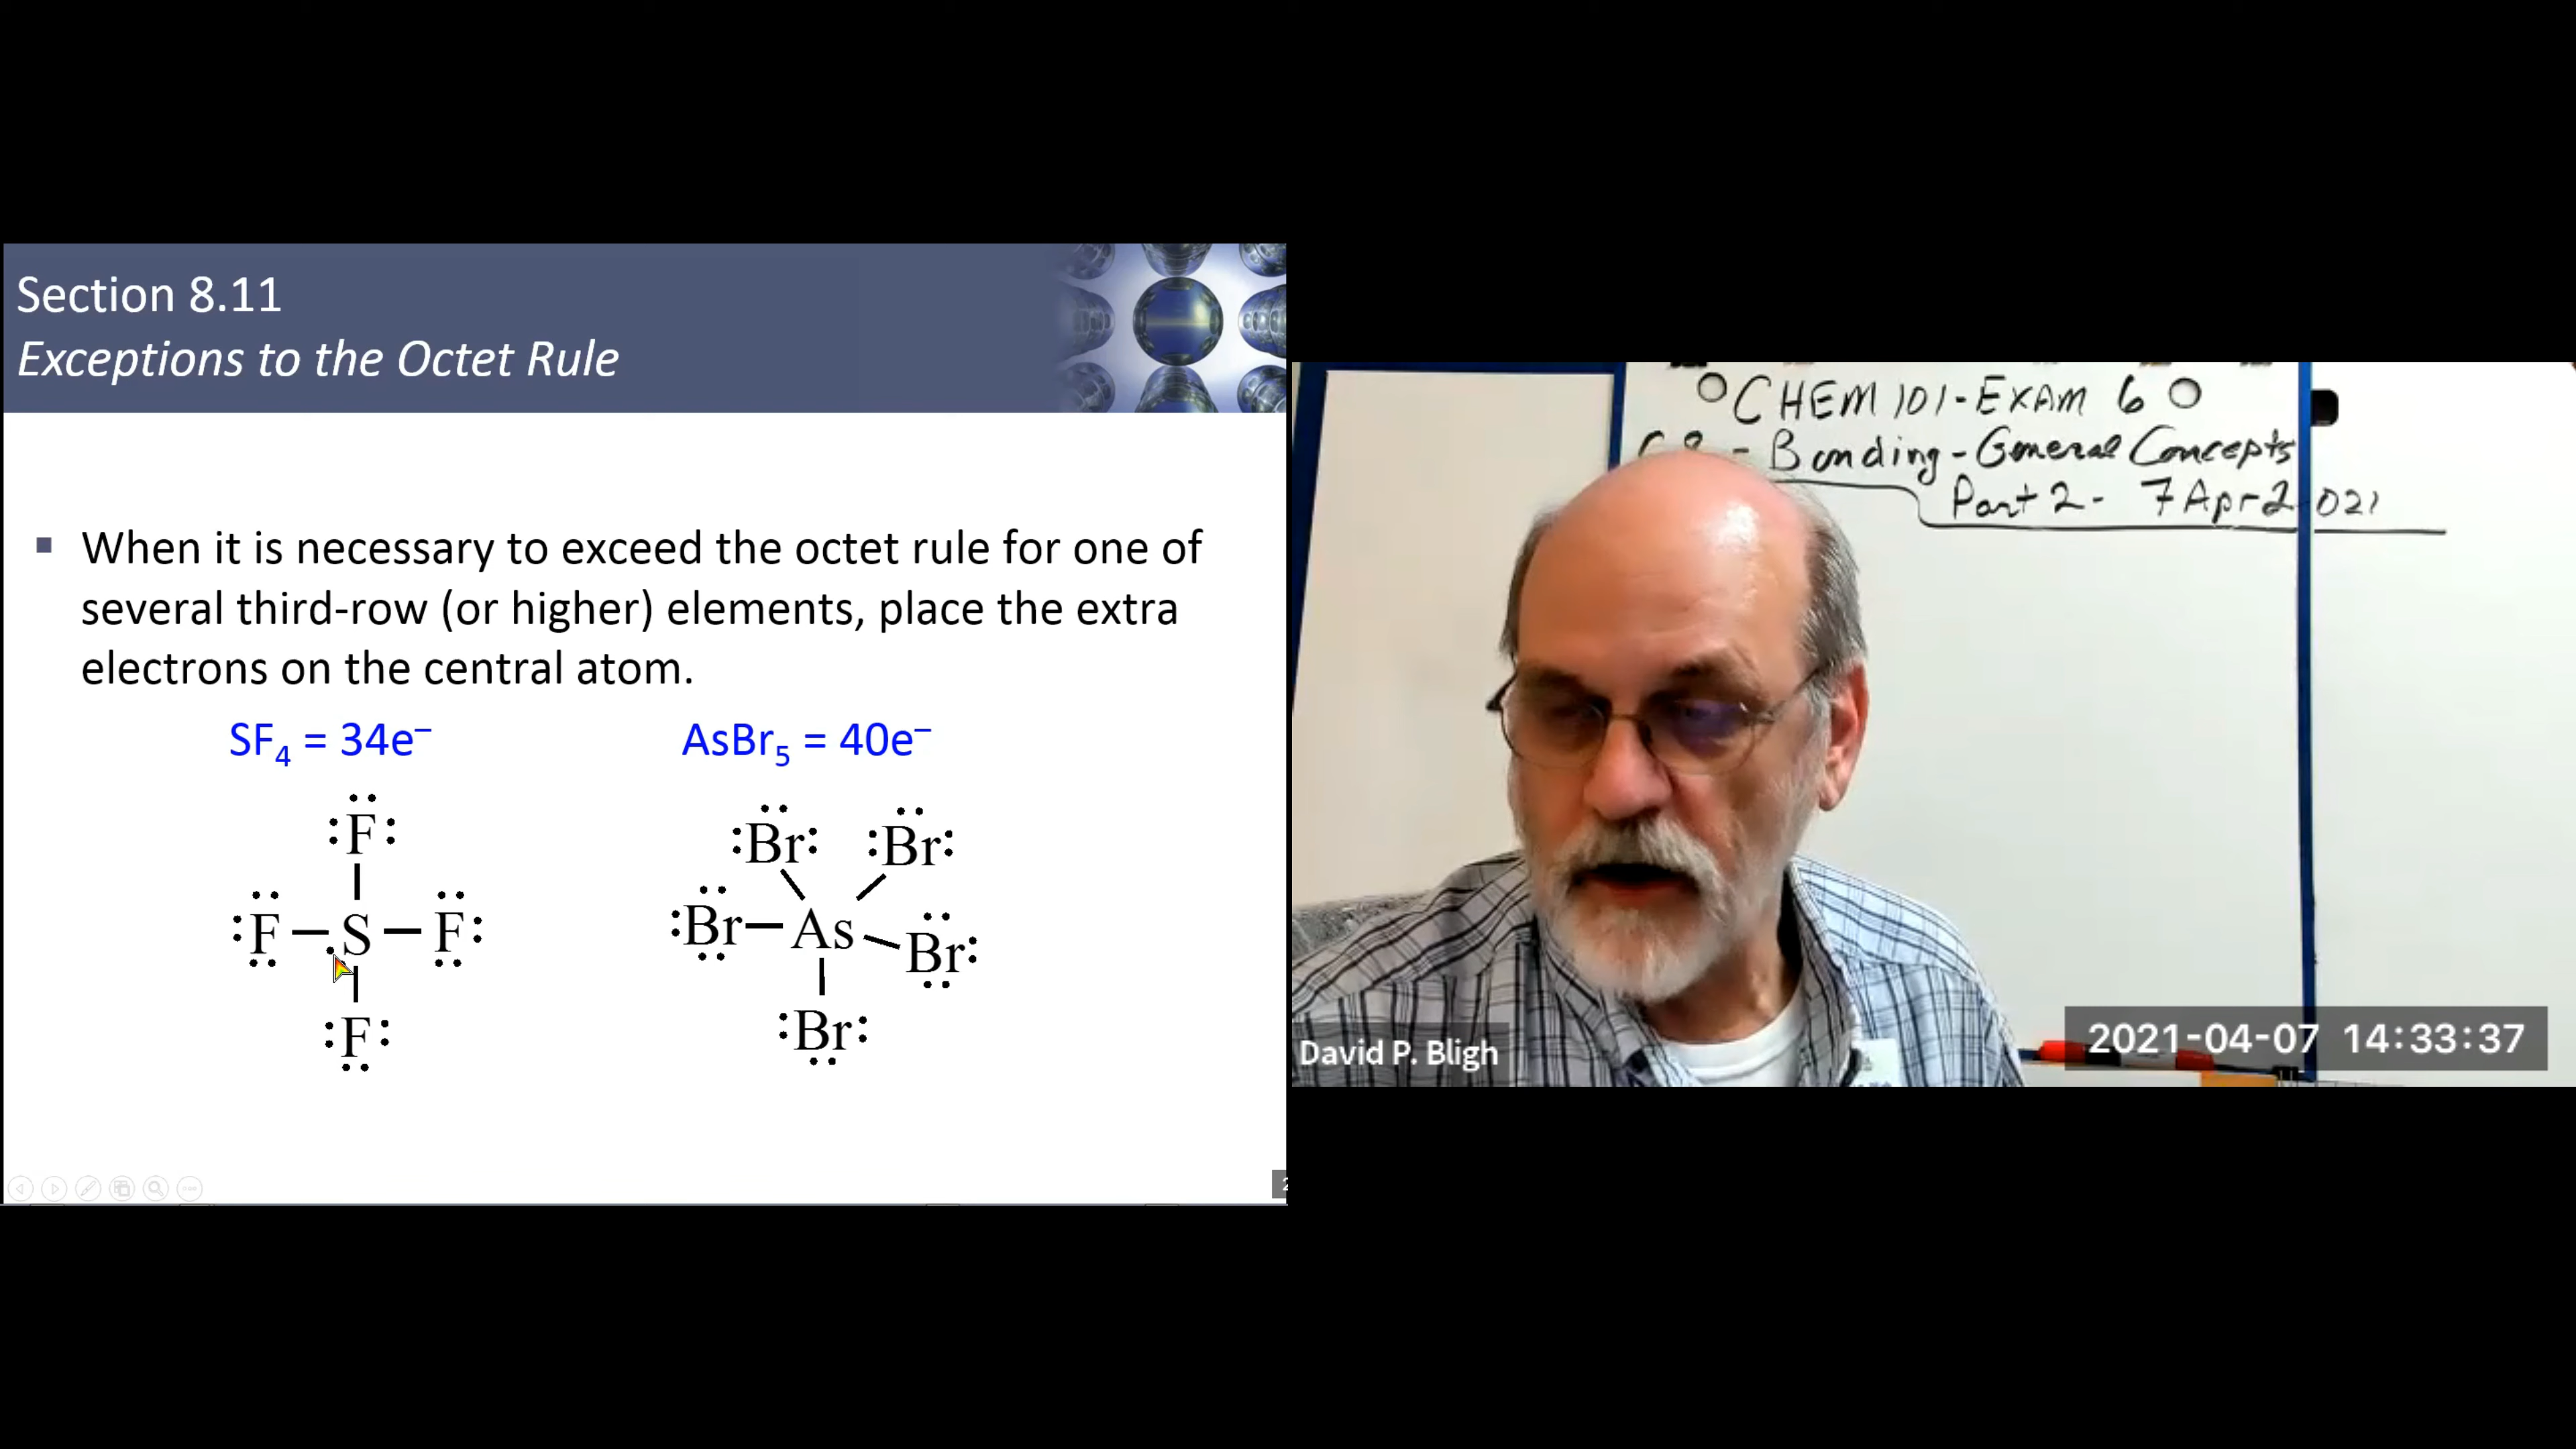 Section 8.11
Exceptions to the Octet Rule
▪ When it is necessary to exceed the octet rule for one of
several third-row (or higher) elements, place the extra
electrons on the central atom.
SF₄ = 34e⁻
AsBr₅ = 40e⁻
F
F S F
F
Br Br
Br As Br
Br
CHEM 101 - EXAM 6
- Bonding - General Concepts
Part 2 - 7 Apr 2021
David P. Bligh
2021-04-07 14:33:37